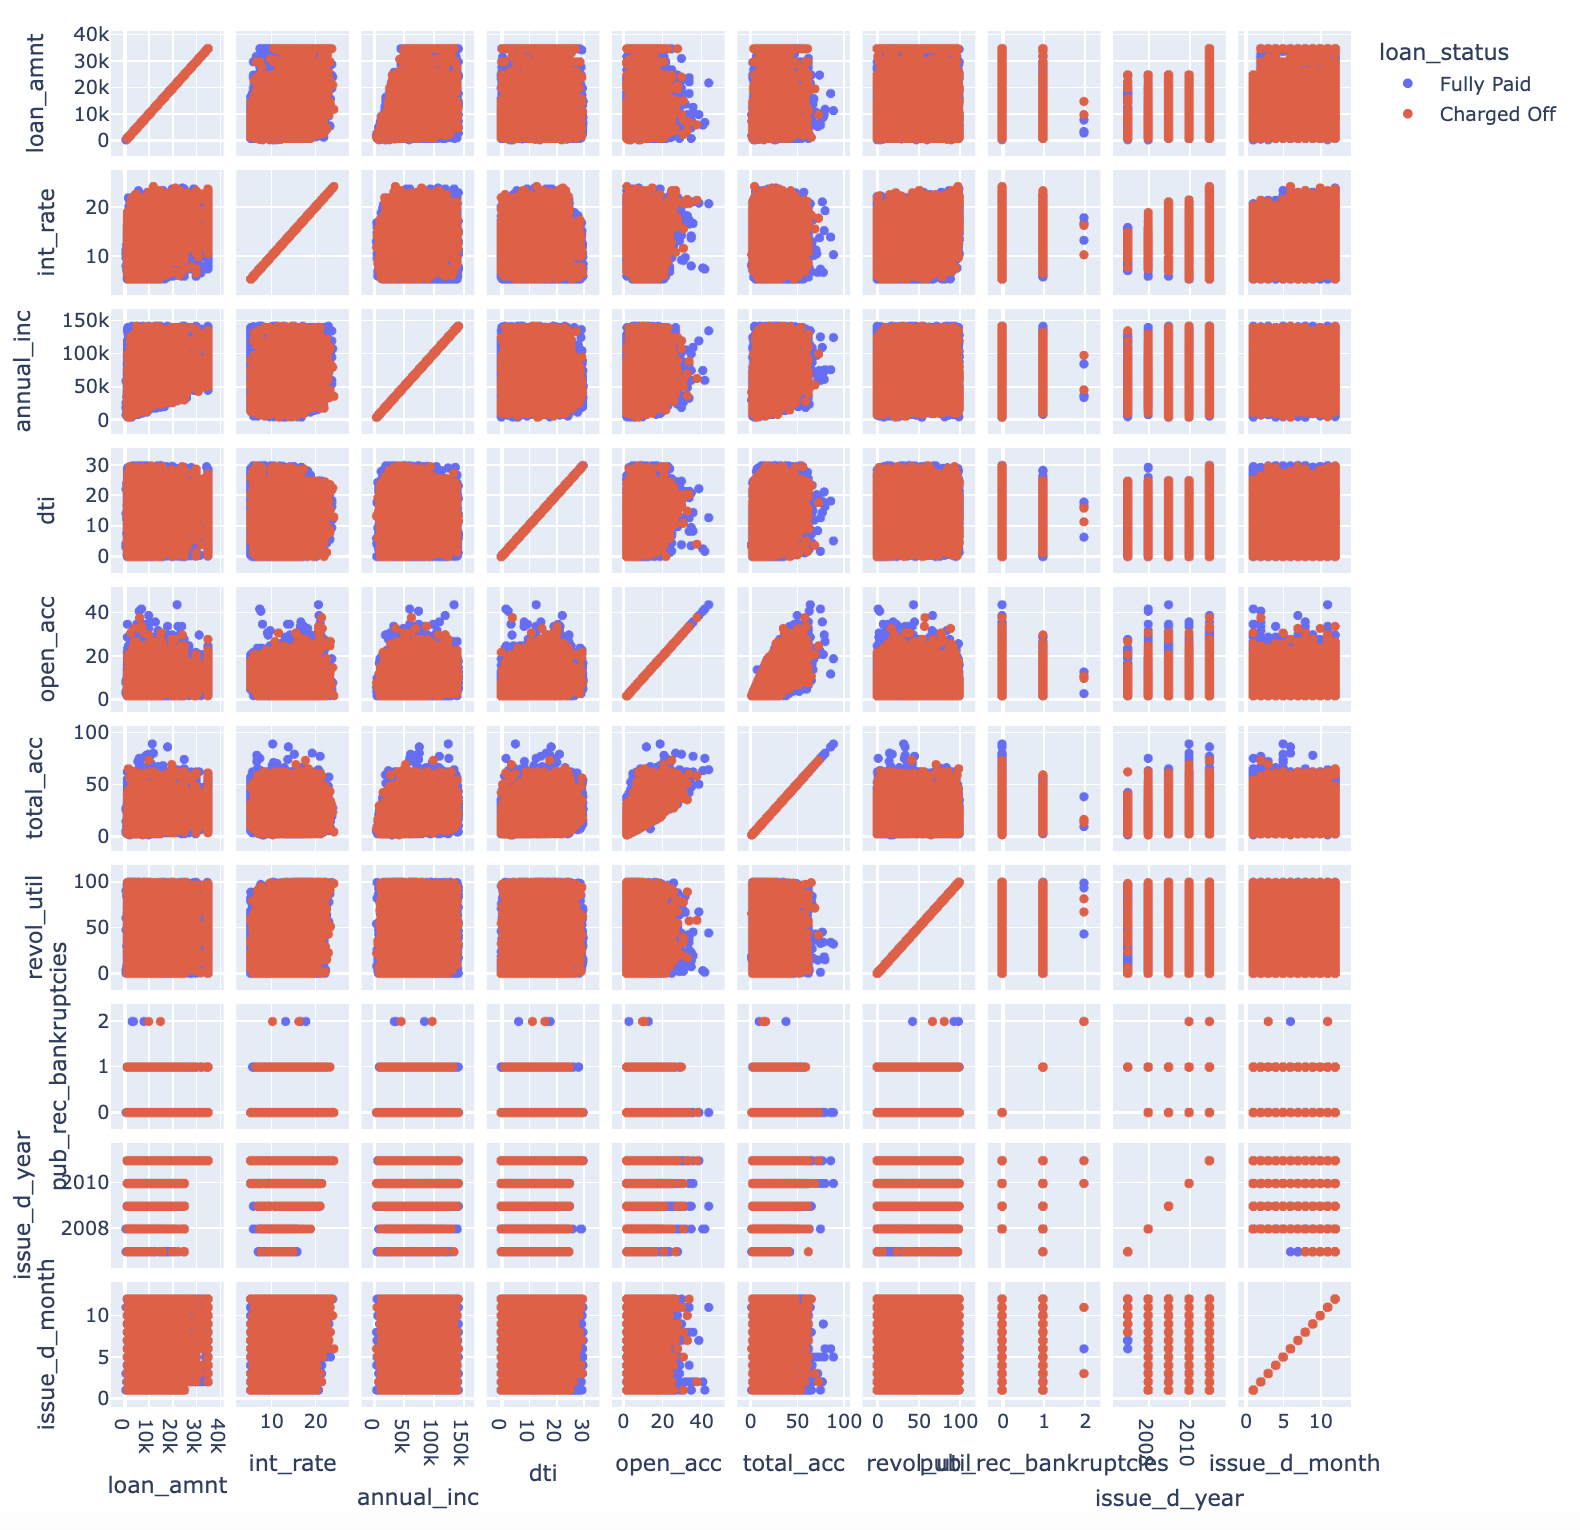 loan_status
Fully Paid
Charged Off
loan_amnt
40k
30k
20k
10k
0
int_rate
20
10
annual_inc
150k
100k
50k
0
dti
30
20
10
0
open_acc
40
20
0
total_acc
100
50
0
revol_util
100
50
0
pub_rec_bankruptcies
2
1
0
issue_d_year
2010
2008
issue_d_month
10
5
0
0 10k 20k 30k 40k
10 20
0 50k 100k 150k
0 10 20 30
0 20 40
0 50 100
0 50 100
0 1 2
2008 2010
0 5 10
loan_amnt
int_rate
annual_inc
dti
open_acc
total_acc
revol_util
pub_rec_bankruptcies
issue_d_year
issue_d_month